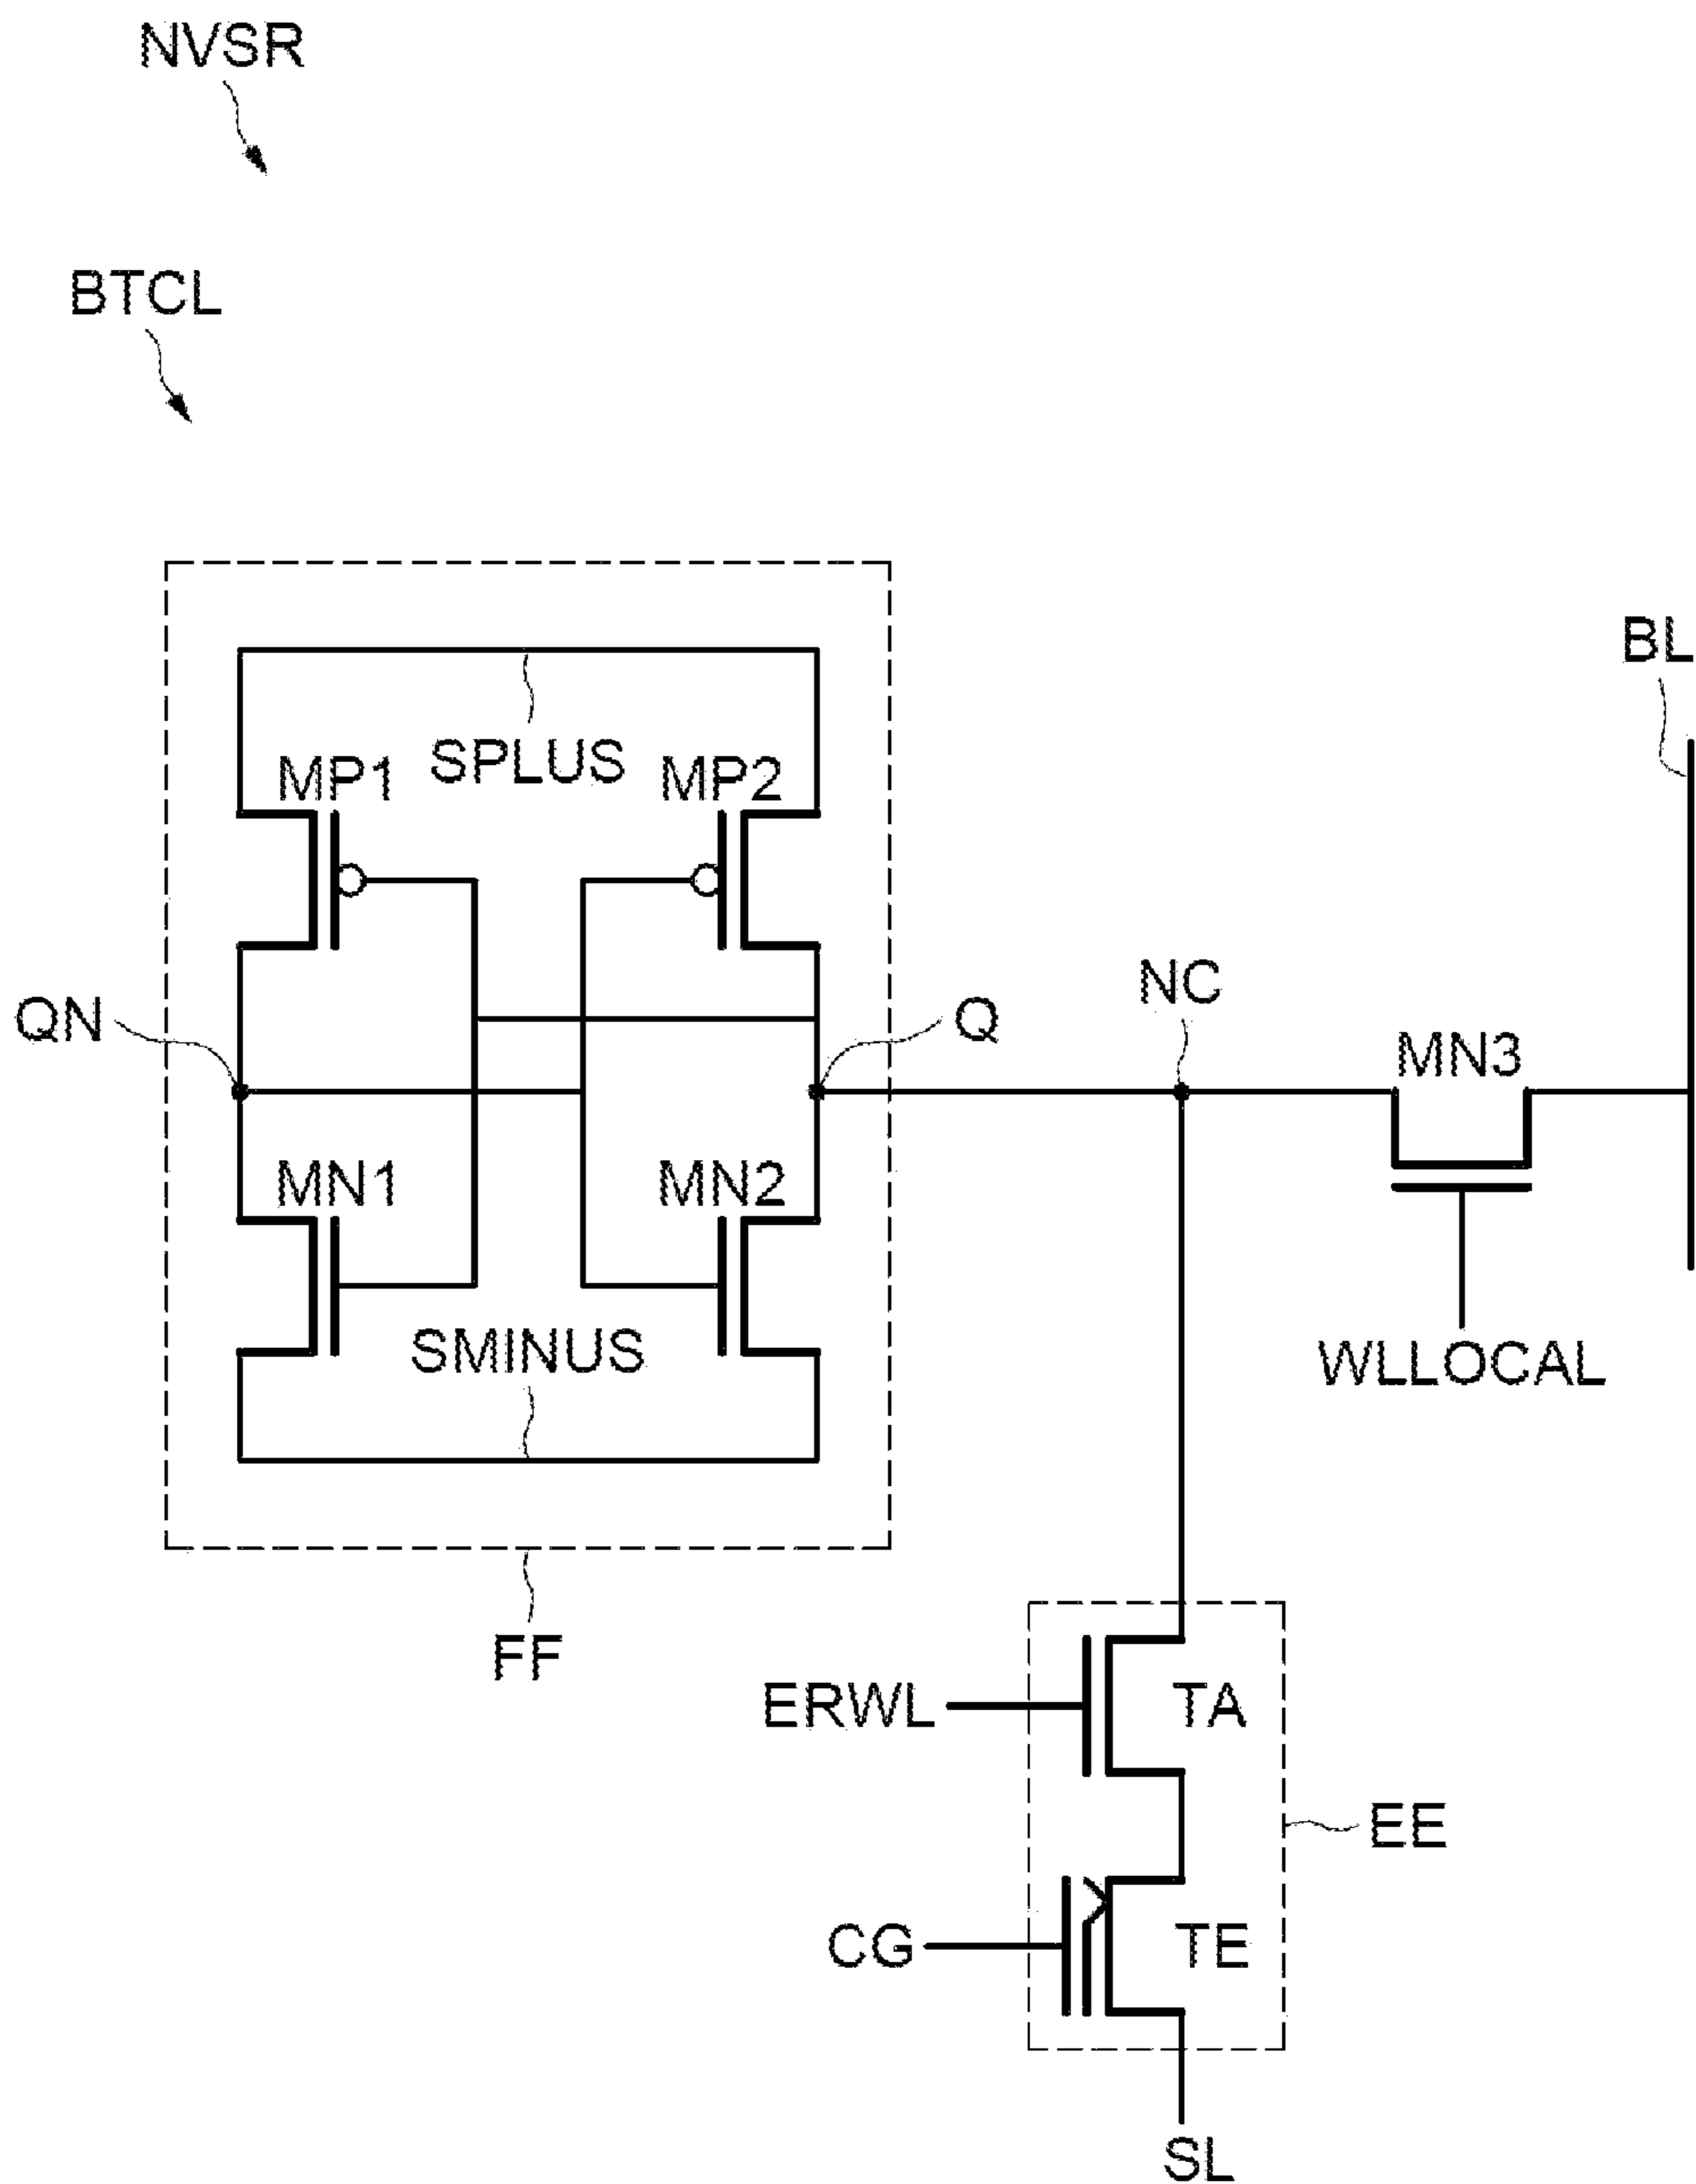 NVSR
BTCL
BL
SPLUS
MP1
MP2
NC
QN
Q
MN3
MN1
MN2
SMINUS
WLLOCAL
FF
ERWL
TA
EE
CG
TE
SL